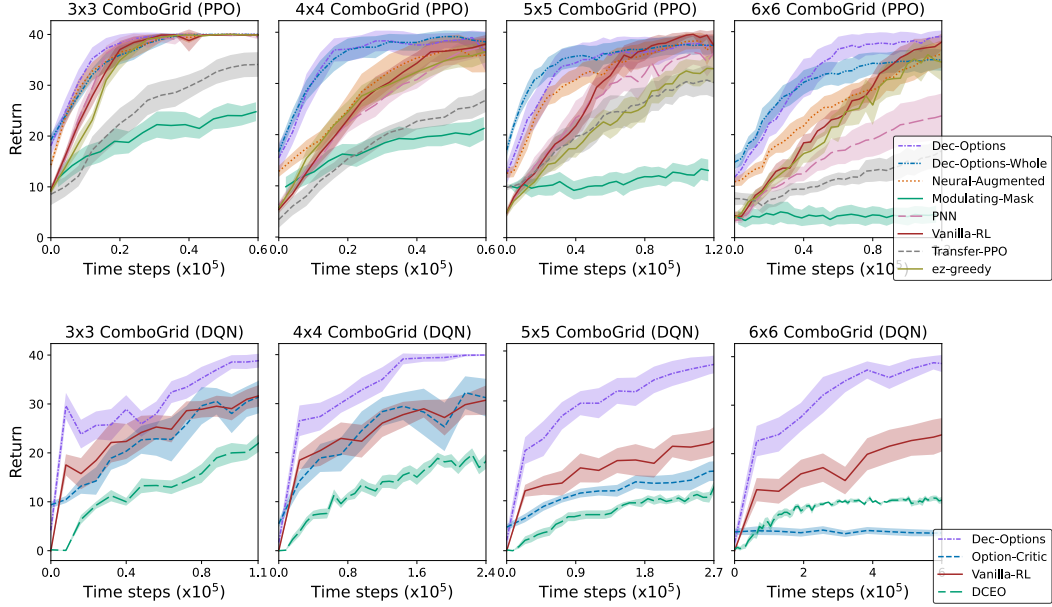 3x3 ComboGrid (PPO)
4x4 ComboGrid (PPO)
5x5 ComboGrid (PPO)
6x6 ComboGrid (PPO)
Return
40
30
20
10
0
0.0 0.2 0.4 0.6
0.0 0.2 0.4 0.6
0.0 0.4 0.8 1.2
0.0 0.4 0.8
Time steps (x10⁵)
Time steps (x10⁵)
Time steps (x10⁵)
Time steps (x10⁵)
Dec-Options
Dec-Options-Whole
Neural-Augmented
Modulating-Mask
PNN
Vanilla-RL
Transfer-PPO
ez-greedy
3x3 ComboGrid (DQN)
4x4 ComboGrid (DQN)
5x5 ComboGrid (DQN)
6x6 ComboGrid (DQN)
Return
40
30
20
10
0
0.0 0.4 0.8 1.1
0.0 0.8 1.6 2.4
0.0 0.9 1.8 2.7
0 2 4 6
Time steps (x10⁵)
Time steps (x10⁵)
Time steps (x10⁵)
Time steps (x10⁵)
Dec-Options
Option-Critic
Vanilla-RL
DCEO